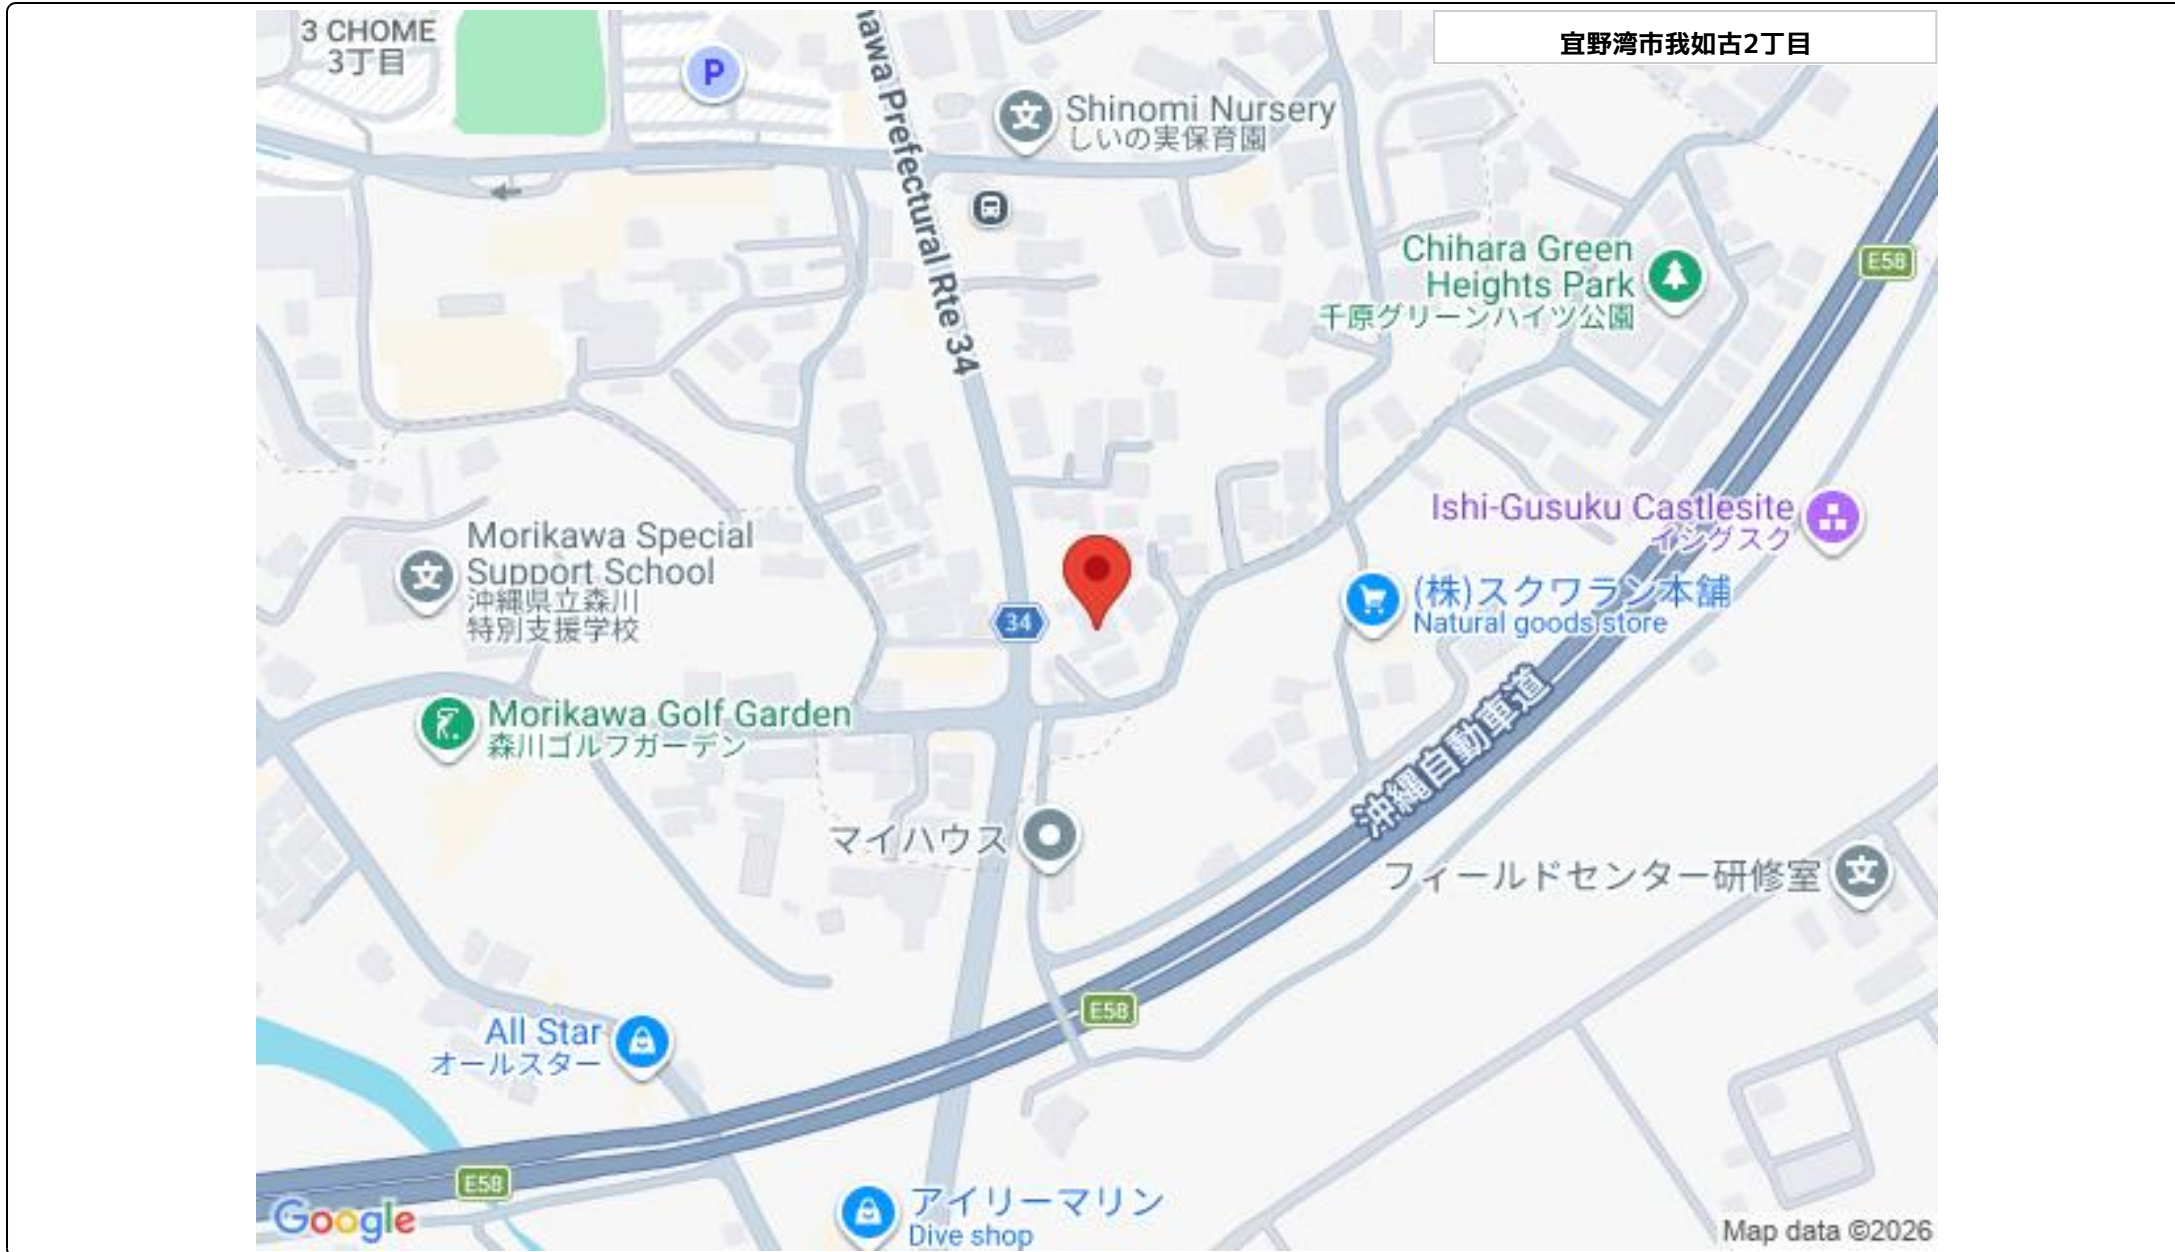 3 CHOME
3丁目
P
宜野湾市我如古2丁目
awa Prefectural Rte 34
文
Shinomi Nursery
しいの実保育園
Chihara Green
Heights Park
千原グリーンハイツ公園
E58
Ishi-Gusuku Castlesite
イシグスク
Morikawa Special
Support School
沖縄県立森川
特別支援学校
文
34
(株)スクワラン本舗
Natural goods store
Morikawa Golf Garden
森川ゴルフガーデン
沖縄自動車道
マイハウス
フィールドセンター研修室
文
E58
All Star
オールスター
E58
アイリーマリン
Dive shop
Google
Map data ©2026